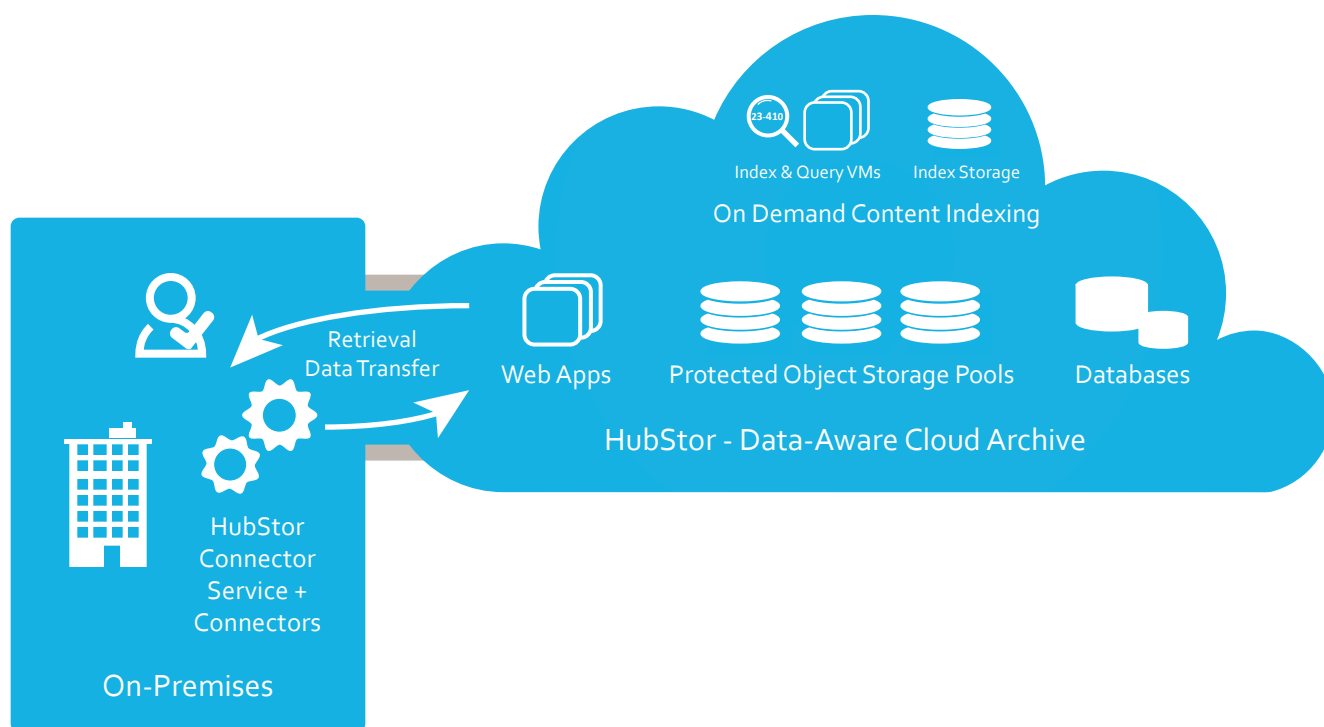 23-410
Index & Query VMs
Index Storage
On Demand Content Indexing
Retrieval
Data Transfer
Web Apps
Protected Object Storage Pools
Databases
HubStor - Data-Aware Cloud Archive
HubStor
Connector
Service +
Connectors
On-Premises